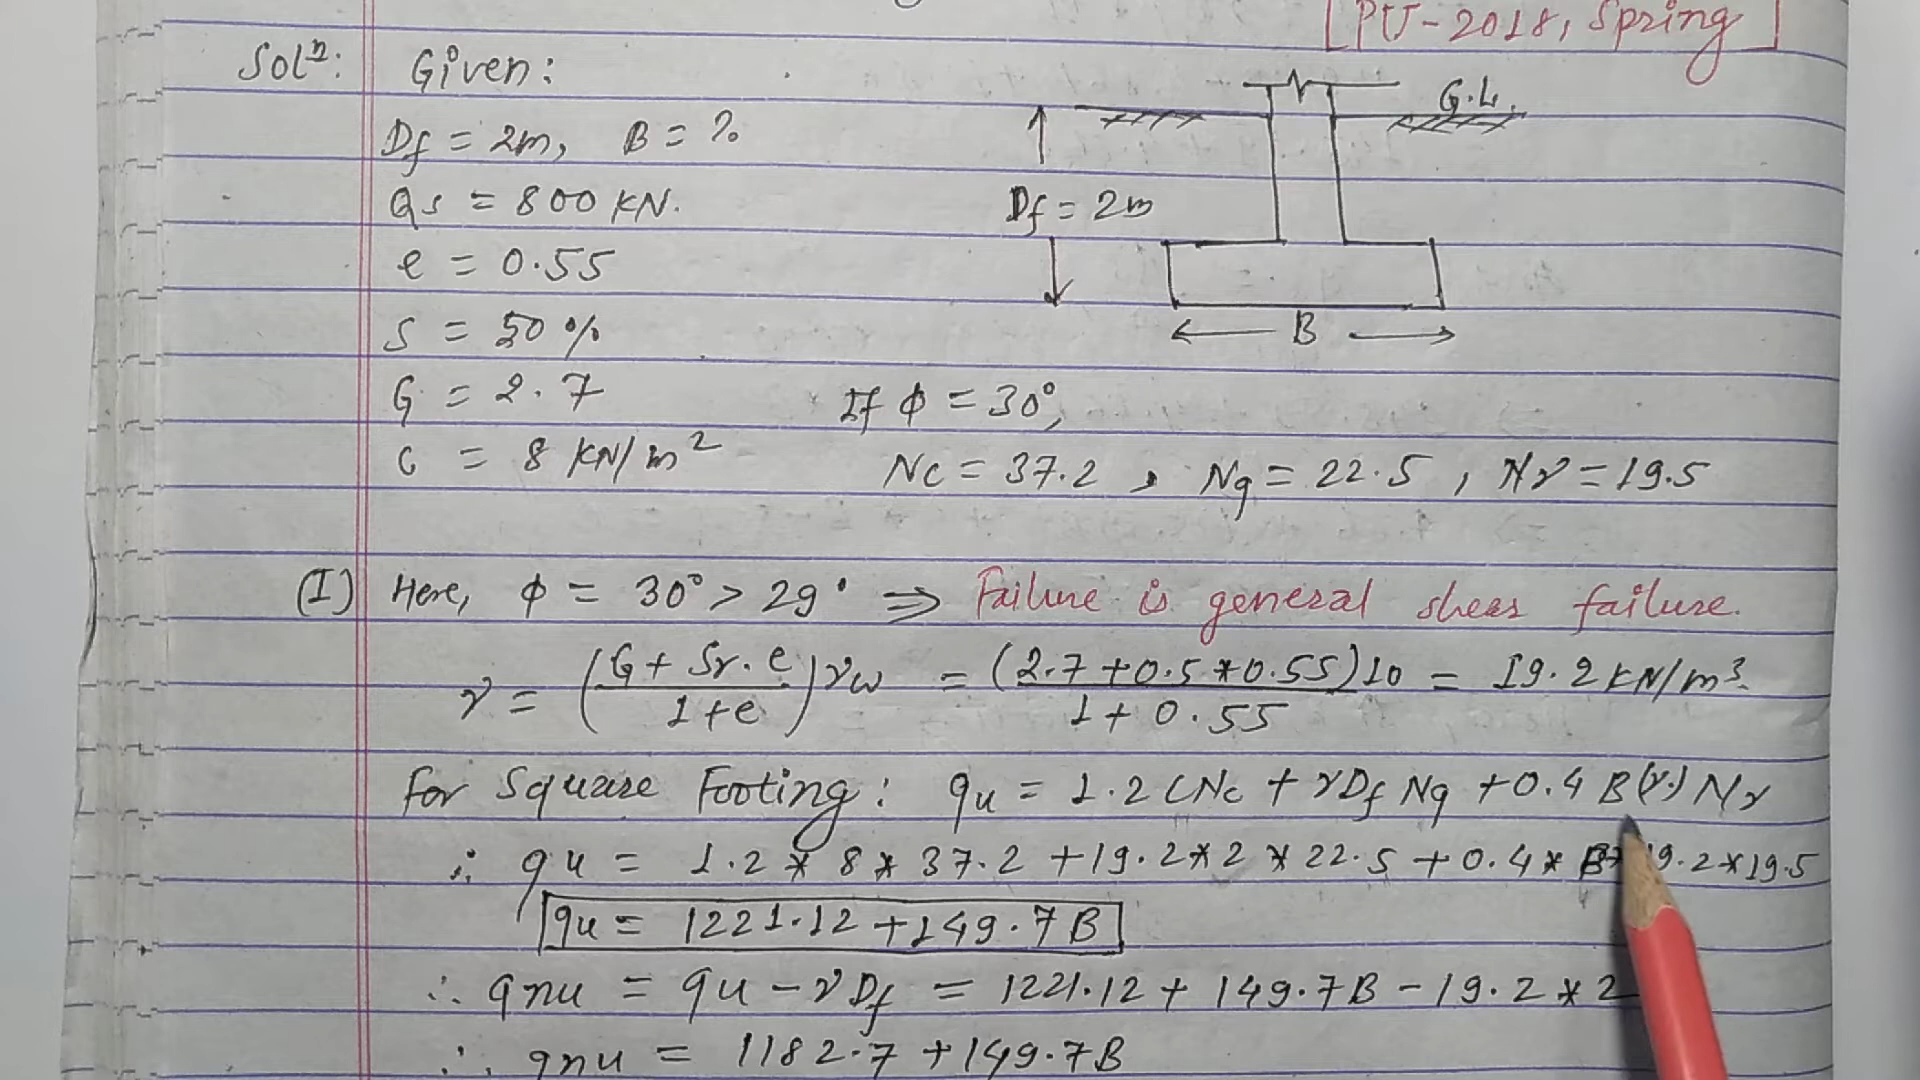 [PU-2018, Spring]
Solⁿ: Given:
Df = 2m, B = ?
Qs = 800 KN.
e = 0.55
S = 50%
G = 2.7
C = 8 KN/m²
G.L.
Df = 2m
B
If ϕ = 30°,
Nc = 37.2, Nq = 22.5, Nγ = 19.5
(I) Here, ϕ = 30° > 29° ⇒ Failure is general shear failure.
γ = ((G + Sr.e)/(1+e)) γw = (2.7+0.5*0.55)10/(1+0.55) = 19.2 KN/m³.
For Square Footing: qu = 1.2 CNc + γDf Nq + 0.4 B(γ) Nγ
∴ qu = 1.2 * 8 * 37.2 + 19.2*2 * 22.5 + 0.4 * B* 19.2 * 19.5
qu = 1221.12 + 149.7 B
∴ qnu = qu - γ Df = 1221.12 + 149.7B - 19.2 * 2
∴ qnu = 1182.7 + 149.7B